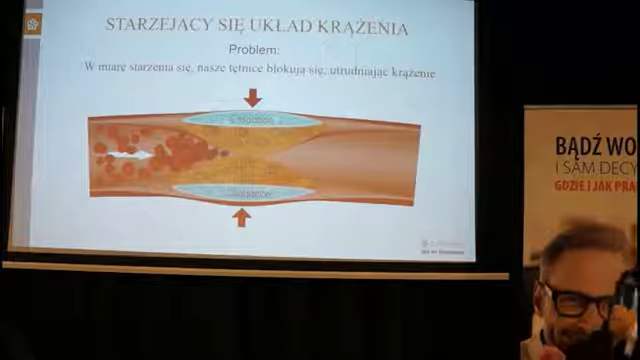 STARZEJACY SIĘ UKŁAD KRĄŻENIA
Problem:
W miarę starzenia się, nasze tętnice blokują się, utrudniając krążenie
BĄDŹ WO
I SAM DECY
GDZIE I JAK PRA